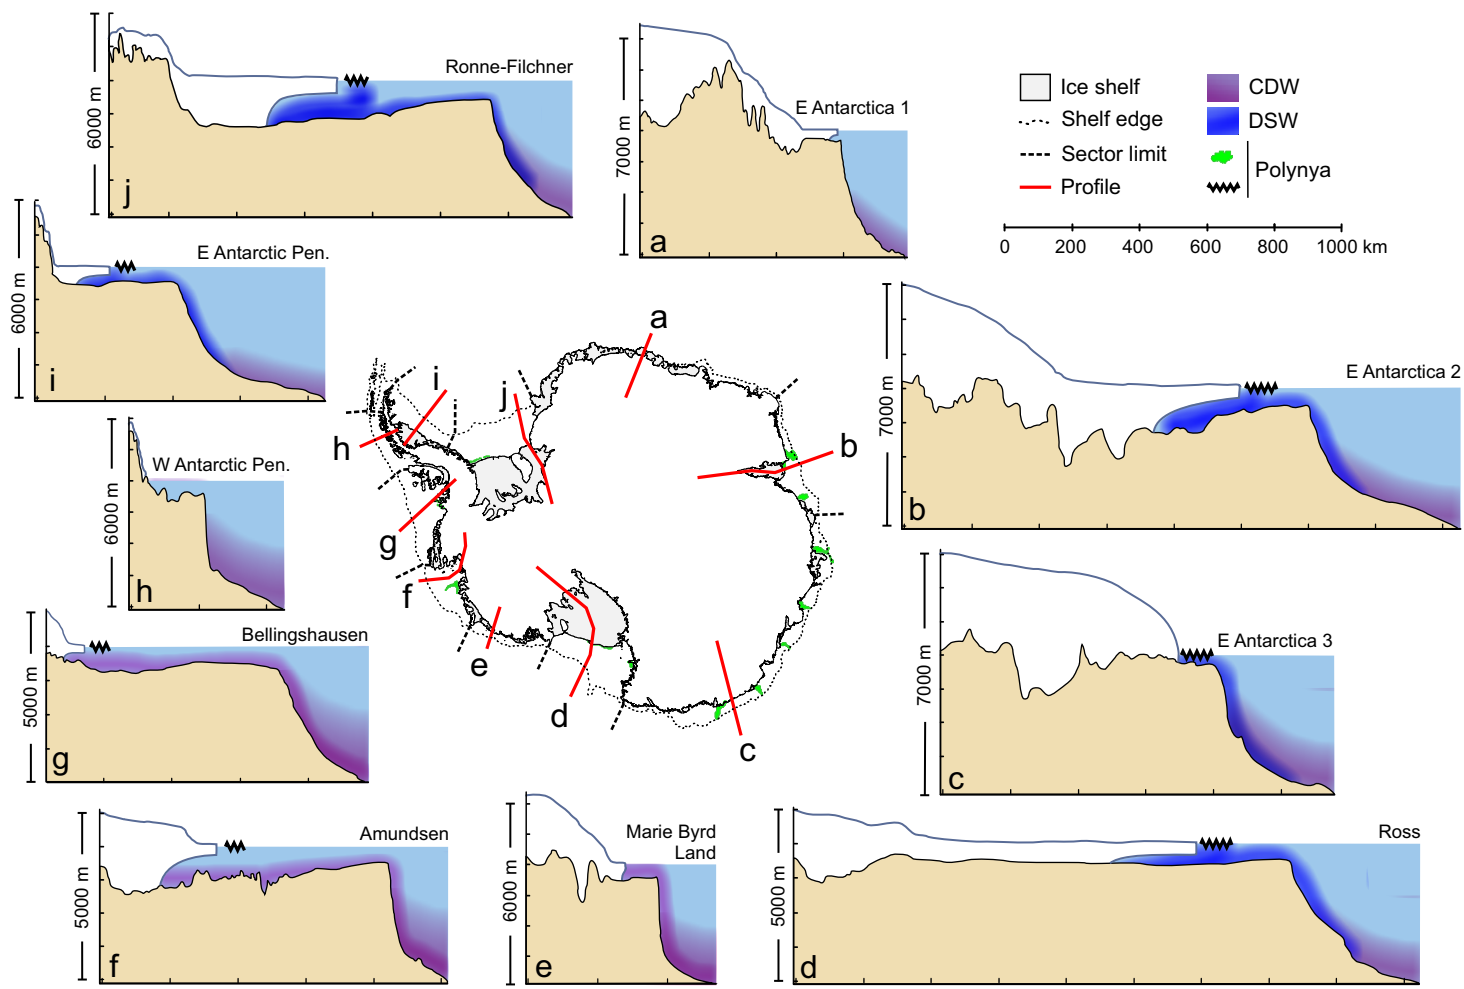 Ronne-Filchner
6000 m
j
E Antarctica 1
7000 m
a
Ice shelf
Shelf edge
Sector limit
Profile
CDW
DSW
Polynya
0 200 400 600 800 1000 km
E Antarctic Pen.
6000 m
i
E Antarctica 2
7000 m
b
W Antarctic Pen.
6000 m
h
a
b
c
d
e
f
g
h
i
j
Bellingshausen
5000 m
g
E Antarctica 3
7000 m
c
Amundsen
5000 m
f
Marie Byrd
Land
6000 m
e
Ross
5000 m
d